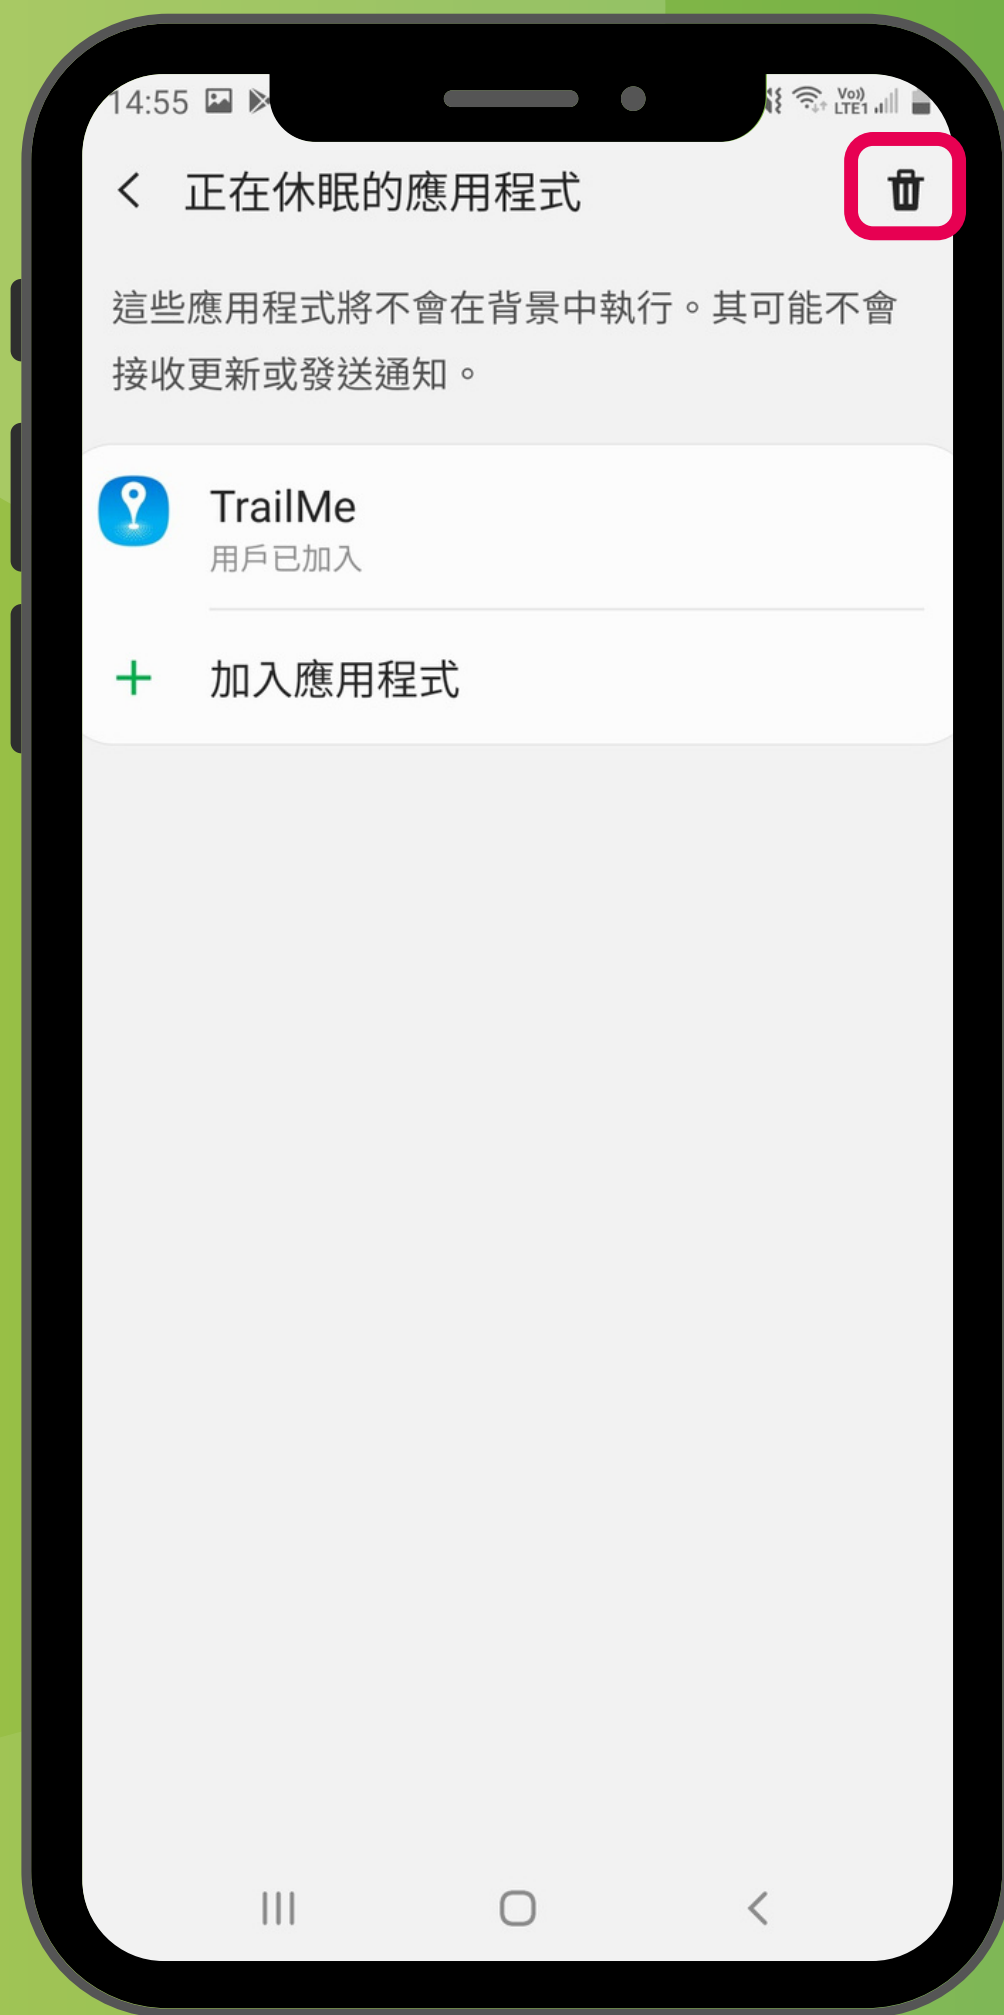 14:55 Vo)) LTE1
正在休眠的應用程式
這些應用程式將不會在背景中執行。其可能不會
接收更新或發送通知。
TrailMe
用戶已加入
加入應用程式